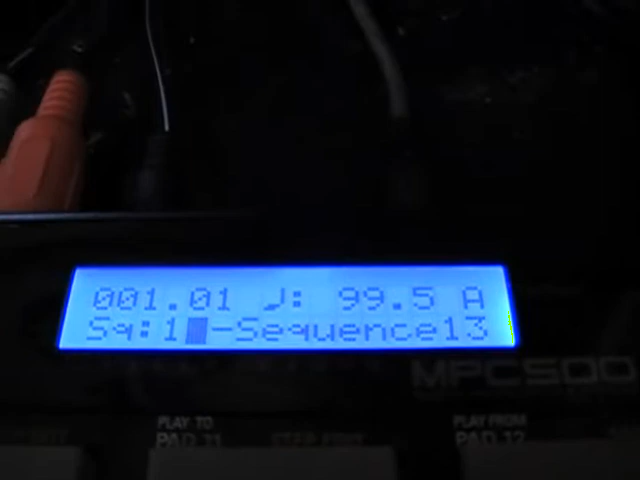 001.01 ♩: 99.5 A
Sq:1█-Sequence13
MPC500
PLAY TO
PAD 11
PLAY FROM
PAD 12